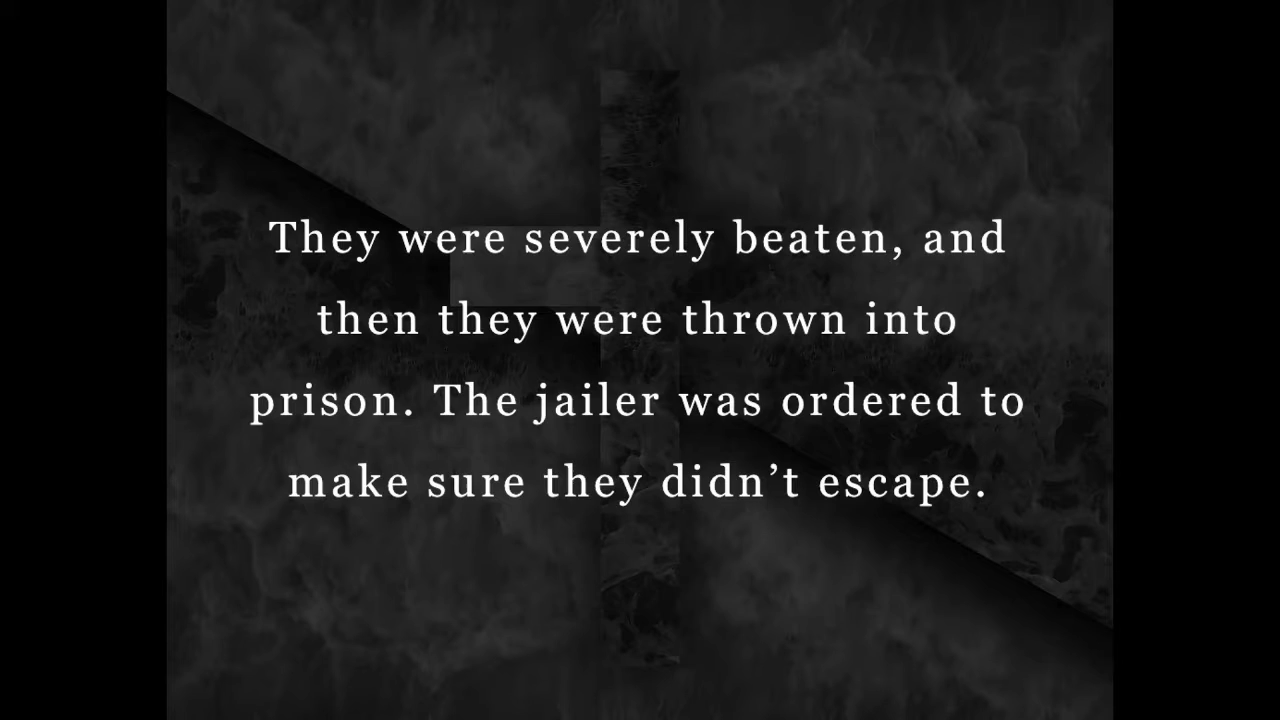 They were severely beaten, and
then they were thrown into
prison. The jailer was ordered to
make sure they didn’t escape.